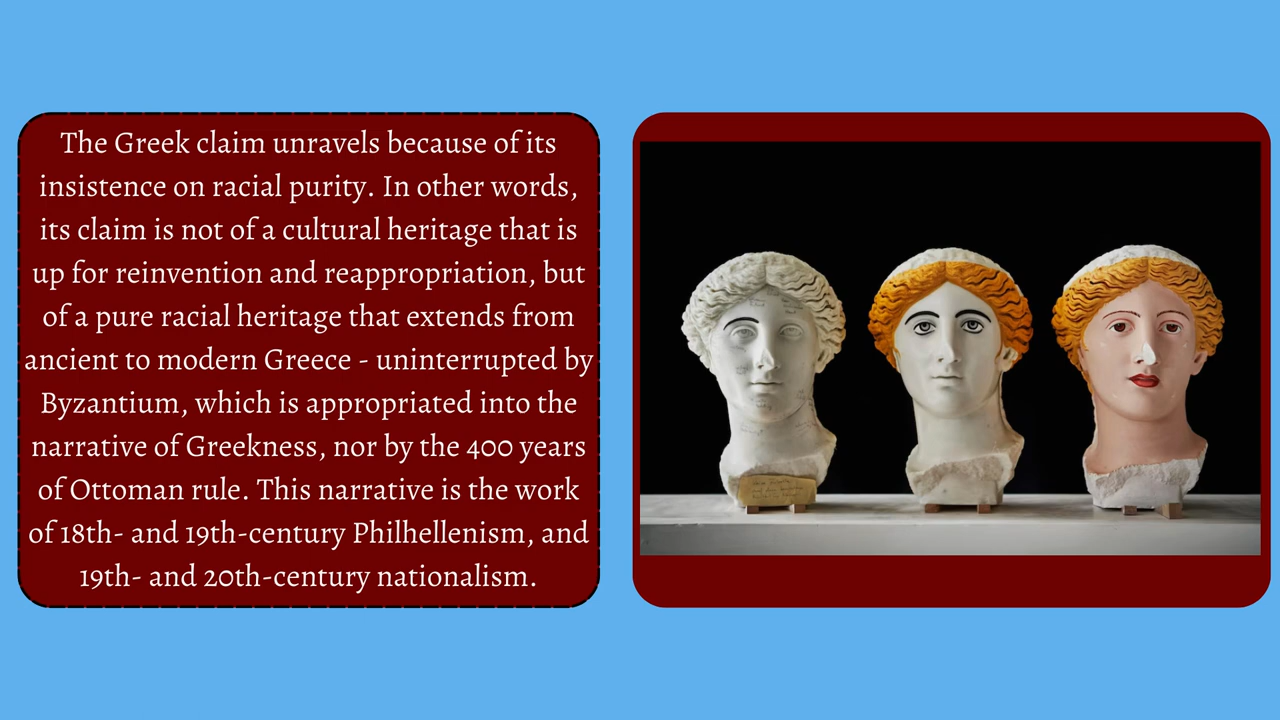 The Greek claim unravels because of its
insistence on racial purity. In other words,
its claim is not of a cultural heritage that is
up for reinvention and reappropriation, but
of a pure racial heritage that extends from
ancient to modern Greece - uninterrupted by
Byzantium, which is appropriated into the
narrative of Greekness, nor by the 400 years
of Ottoman rule. This narrative is the work
of 18th- and 19th-century Philhellenism, and
19th- and 20th-century nationalism.